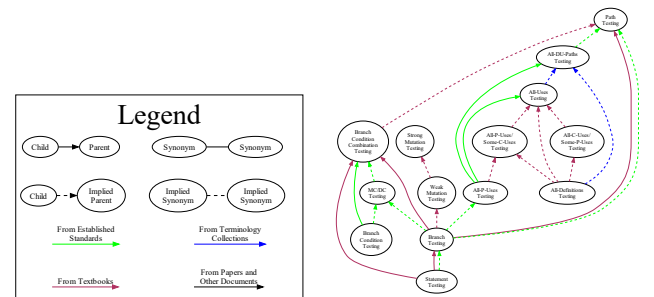 Legend
Child
Parent
Synonym
Synonym
Child
Implied
Parent
Implied
Synonym
Implied
Synonym
From Established
Standards
From Terminology
Collections
From Textbooks
From Papers and
Other Documents
Path
Testing
All-DU-Paths
Testing
All-Uses
Testing
Branch
Condition
Combination
Testing
Strong
Mutation
Testing
All-P-Uses/
Some-C-Uses
Testing
All-C-Uses/
Some-P-Uses
Testing
MC/DC
Testing
Weak
Mutation
Testing
All-P-Uses
Testing
All-Definitions
Testing
Branch
Condition
Testing
Branch
Testing
Statement
Testing